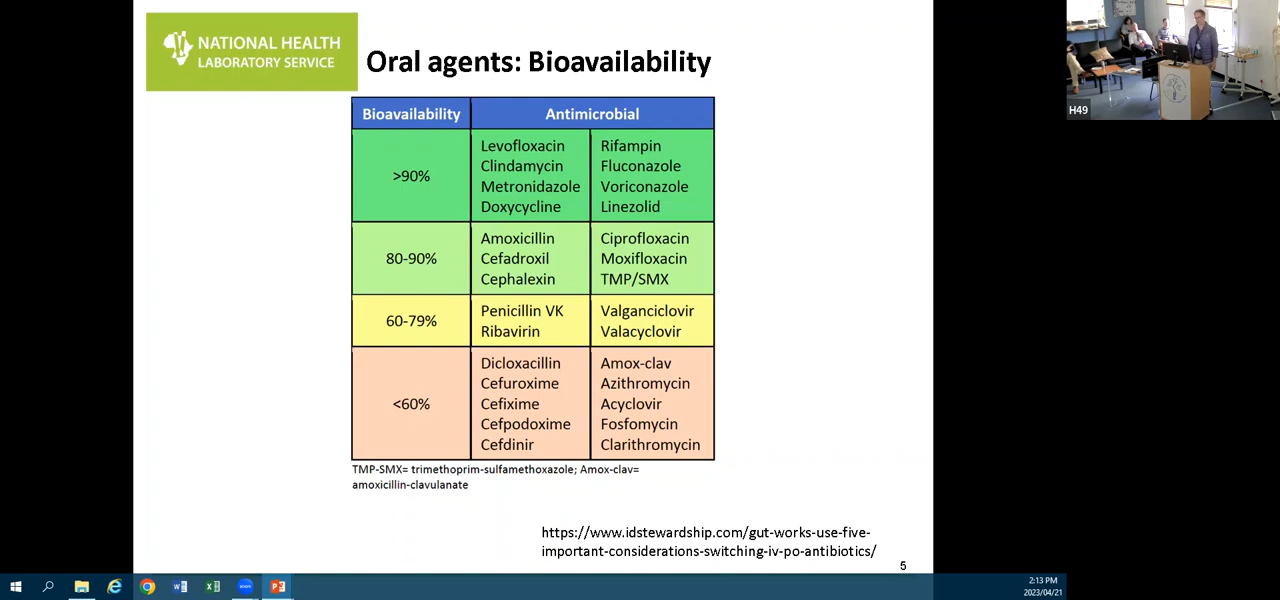 NATIONAL HEALTH
LABORATORY SERVICE
Oral agents: Bioavailability
Bioavailability
Antimicrobial
>90%
Levofloxacin
Clindamycin
Metronidazole
Doxycycline
Rifampin
Fluconazole
Voriconazole
Linezolid
80-90%
Amoxicillin
Cefadroxil
Cephalexin
Ciprofloxacin
Moxifloxacin
TMP/SMX
60-79%
Penicillin VK
Ribavirin
Valganciclovir
Valacyclovir
<60%
Dicloxacillin
Cefuroxime
Cefixime
Cefpodoxime
Cefdinir
Amox-clav
Azithromycin
Acyclovir
Fosfomycin
Clarithromycin
TMP-SMX= trimethoprim-sulfamethoxazole; Amox-clav=
amoxicillin-clavulanate
https://www.idstewardship.com/gut-works-use-five-
important-considerations-switching-iv-po-antibiotics/
5
H49
zoom
2:13 PM
2023/04/21